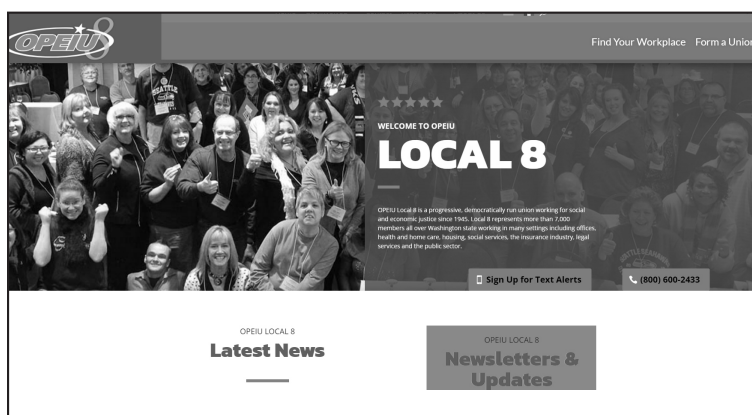 OPEIU 8
Find Your Workplace Form a Union
SEATTLE
WELCOME TO OPEIU
LOCAL 8
OPEIU Local 8 is a progressive, democratically run union working for social
and economic justice since 1945. Local 8 represents more than 7,000
members all over Washington state working in many settings including offices,
health and home care, housing, social services, the insurance industry, legal
services and the public sector.
Sign Up for Text Alerts
(800) 600-2433
OPEIU LOCAL 8
Latest News
OPEIU LOCAL 8
Newsletters &
Updates